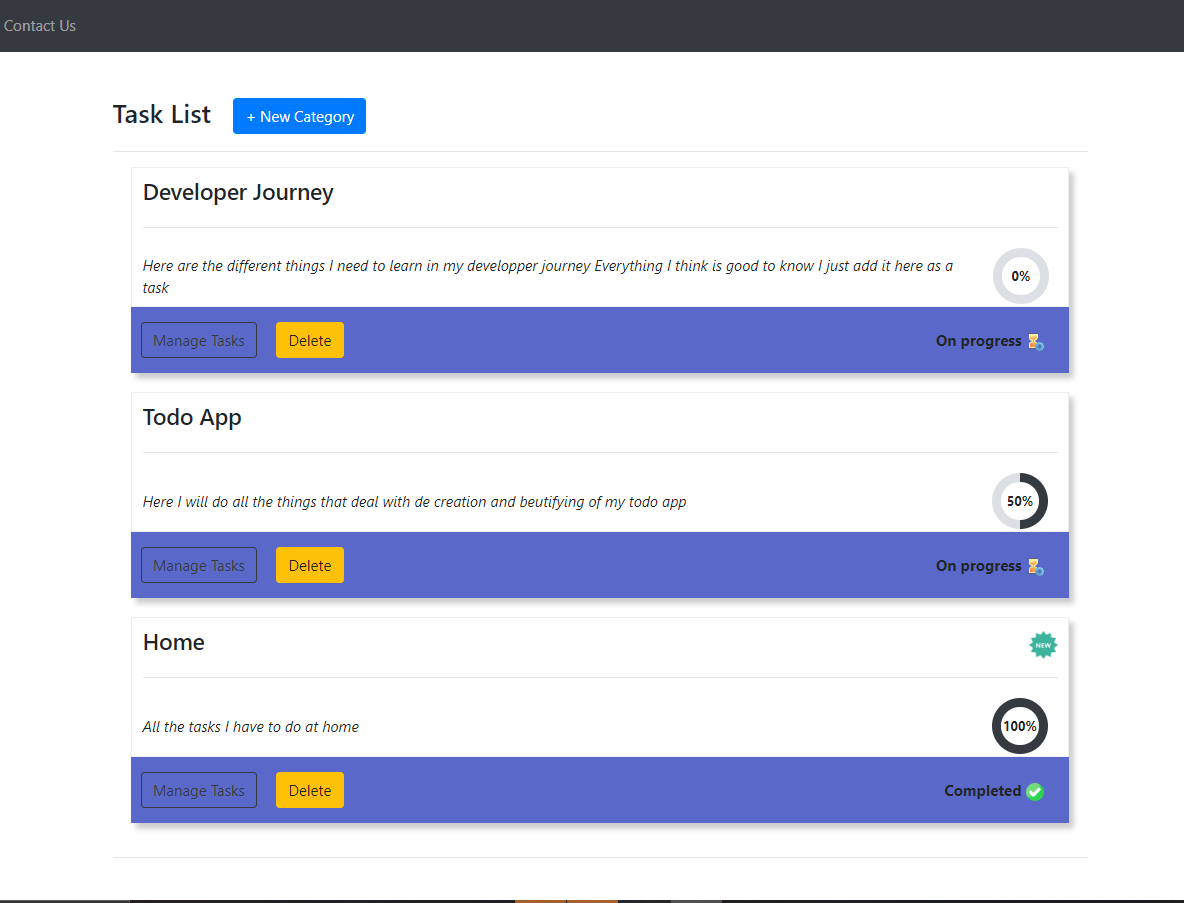 Contact Us
Task List
+ New Category
Developer Journey
Here are the different things I need to learn in my developper journey Everything I think is good to know I just add it here as a
task
0%
Manage Tasks
Delete
On progress
Todo App
Here I will do all the things that deal with de creation and beutifying of my todo app
50%
Manage Tasks
Delete
On progress
Home
NEW
All the tasks I have to do at home
100%
Manage Tasks
Delete
Completed